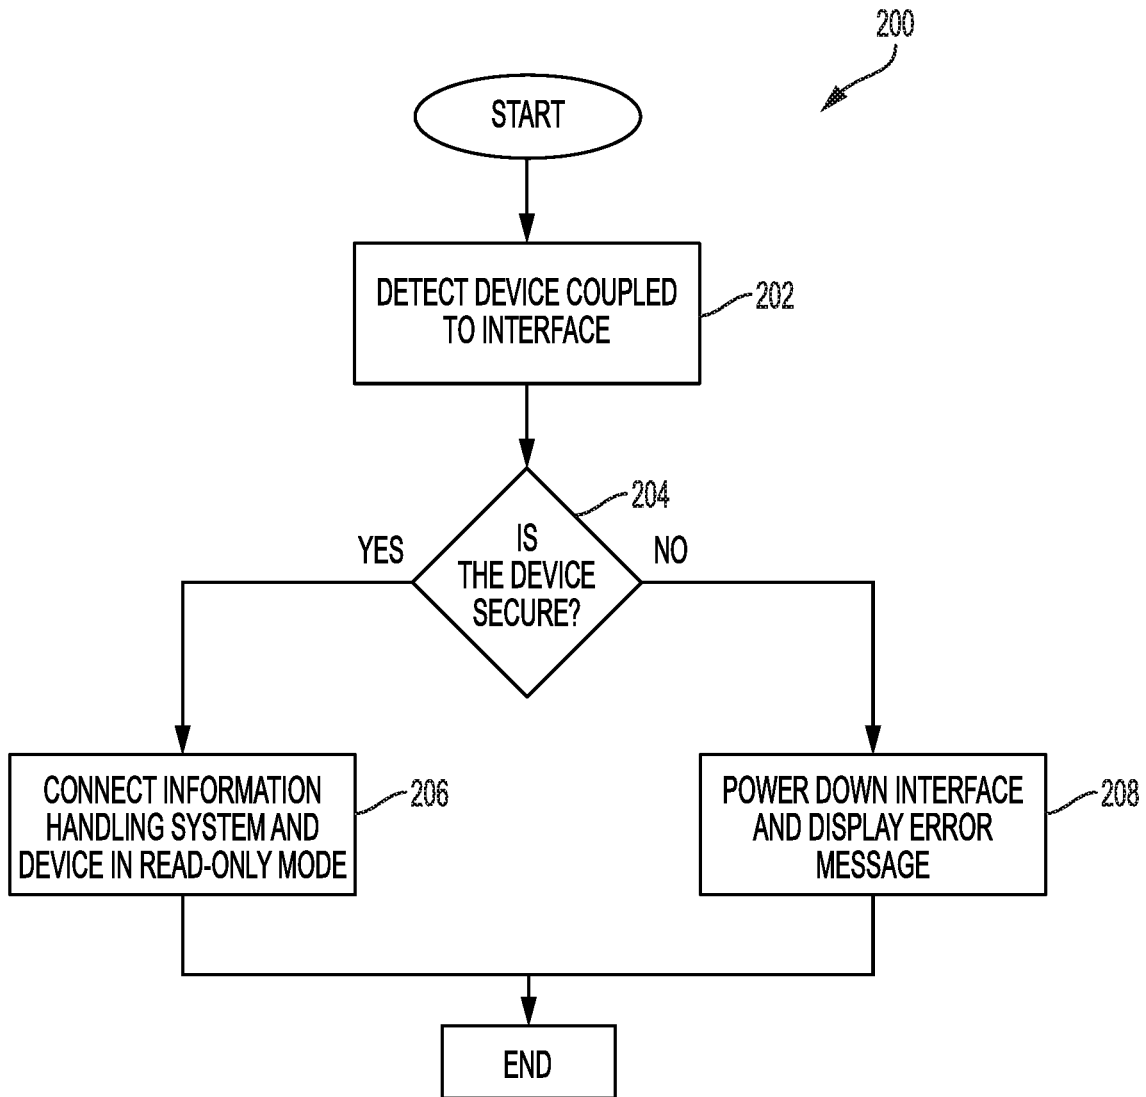 200
START
DETECT DEVICE COUPLED
TO INTERFACE
202
204
IS
THE DEVICE
SECURE?
YES
NO
CONNECT INFORMATION
HANDLING SYSTEM AND
DEVICE IN READ-ONLY MODE
206
POWER DOWN INTERFACE
AND DISPLAY ERROR
MESSAGE
208
END